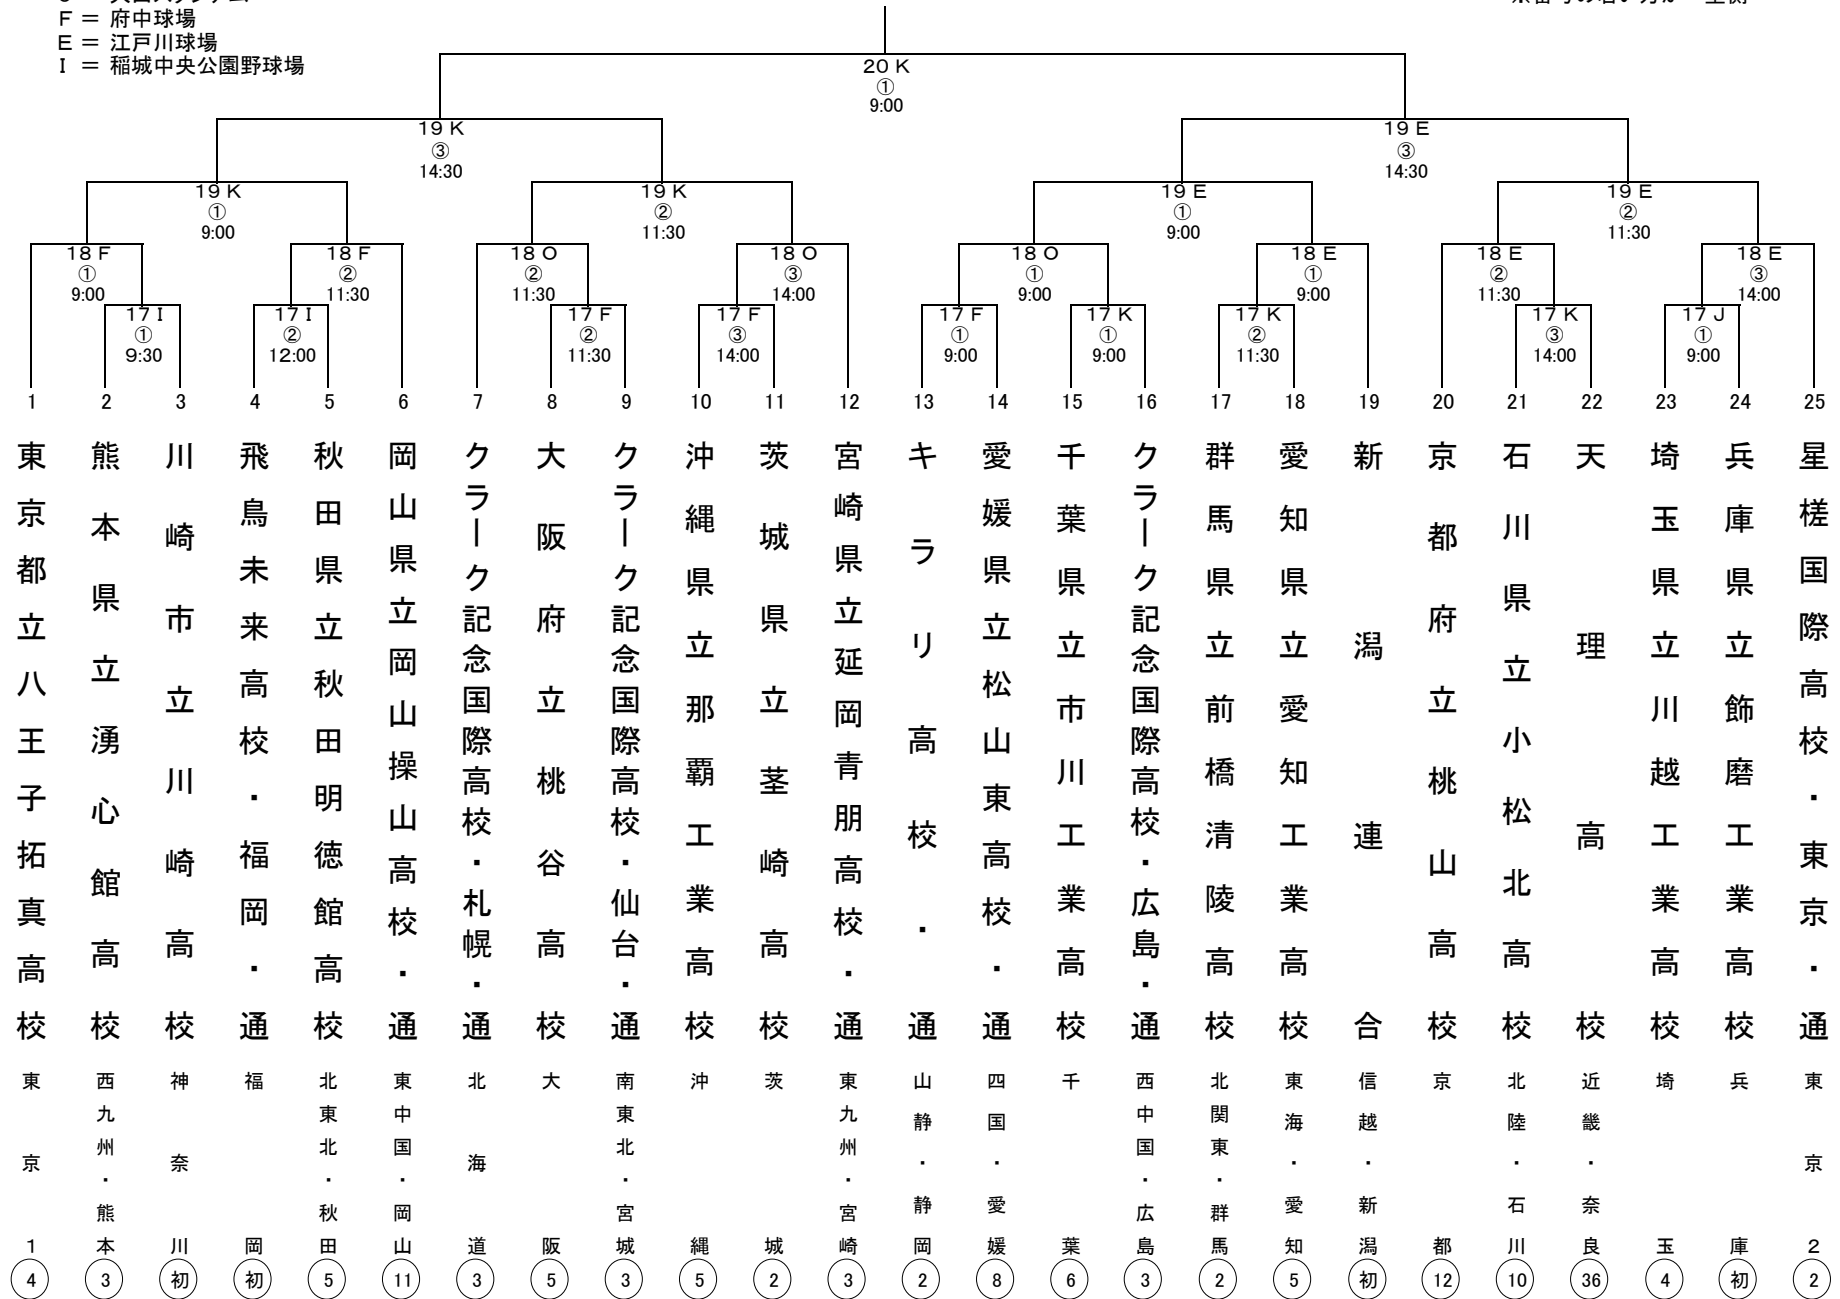 F = 府中球場
E = 江戸川球場
I = 稲城中央公園野球場
20 K
①
9:00
19 K
③
14:30
19 E
③
14:30
19 K
①
9:00
19 K
②
11:30
19 E
①
9:00
19 E
②
11:30
18 F
①
9:00
18 F
②
11:30
18 O
②
11:30
18 O
③
14:00
18 O
①
9:00
18 E
①
9:00
18 E
②
11:30
18 E
③
14:00
17 I
①
9:30
17 I
②
12:00
17 F
②
11:30
17 F
③
14:00
17 F
①
9:00
17 K
①
9:00
17 K
②
11:30
17 K
③
14:00
17 J
①
9:00
1
東京都立八王子拓真高校
東京1
4
2
熊本県立湧心館高校
西九州・熊本
3
3
川崎市立川崎高校
神奈川
初
4
飛鳥未来高校・福岡・通
福岡
初
5
秋田県立秋田明徳館高校
北東北・秋田
5
6
岡山県立岡山操山高校・通
東中国・岡山
11
7
クラーク記念国際高校・札幌・通
北海道
3
8
大阪府立桃谷高校
大阪
5
9
クラーク記念国際高校・仙台・通
南東北・宮城
3
10
沖縄県立那覇工業高校
沖縄
5
11
茨城県立茎崎高校
茨城
2
12
宮崎県立延岡青朋高校・通
東九州・宮崎
3
13
キラリ高校・通
山静・静岡
2
14
愛媛県立松山東高校・通
四国・愛媛
8
15
千葉県立市川工業高校
千葉
6
16
クラーク記念国際高校・広島・通
西中国・広島
3
17
群馬県立前橋清陵高校
北関東・群馬
2
18
愛知県立愛知工業高校
東海・愛知
5
19
新潟連合
信越・新潟
初
20
京都府立桃山高校
京都
12
21
石川県立小松北高校
北陸・石川
10
22
天理高校
近畿・奈良
36
23
埼玉県立川越工業高校
埼玉
4
24
兵庫県立飾磨工業高校
兵庫
初
25
星槎国際高校・東京・通
東京2
2